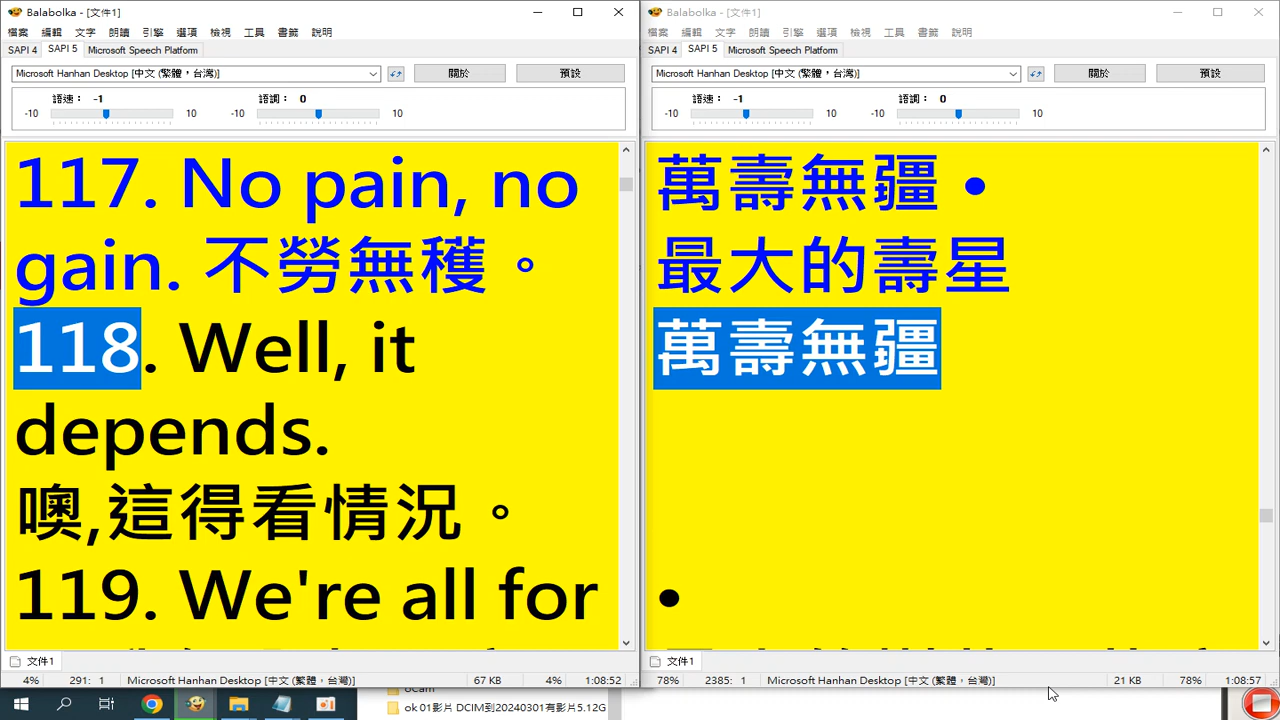 Balabolka - [文件1]
檔案 編輯 文字 朗讀 引擎 選項 檢視 工具 書籤 說明
SAPI 4 SAPI 5 Microsoft Speech Platform
Microsoft Hanhan Desktop [中文 (繁體，台灣)]
關於 預設
語速： -1 語調： 0
-10 10 -10 10
117. No pain, no
gain. 不勞無穫。
118. Well, it
depends.
噢,這得看情況。
119. We're all for
文件1
4% 291: 1 Microsoft Hanhan Desktop [中文 (繁體，台灣)] 67 KB 4% 1:08:52
Balabolka - [文件1]
檔案 編輯 文字 朗讀 引擎 選項 檢視 工具 書籤 說明
SAPI 4 SAPI 5 Microsoft Speech Platform
Microsoft Hanhan Desktop [中文 (繁體，台灣)]
關於 預設
語速： -1 語調： 0
-10 10 -10 10
萬壽無疆•
最大的壽星
萬壽無疆
•
文件1
78% 2385: 1 Microsoft Hanhan Desktop [中文 (繁體，台灣)] 21 KB 78% 1:08:57
oCam
ok 01影片 DCIM到20240301有影片5.12G